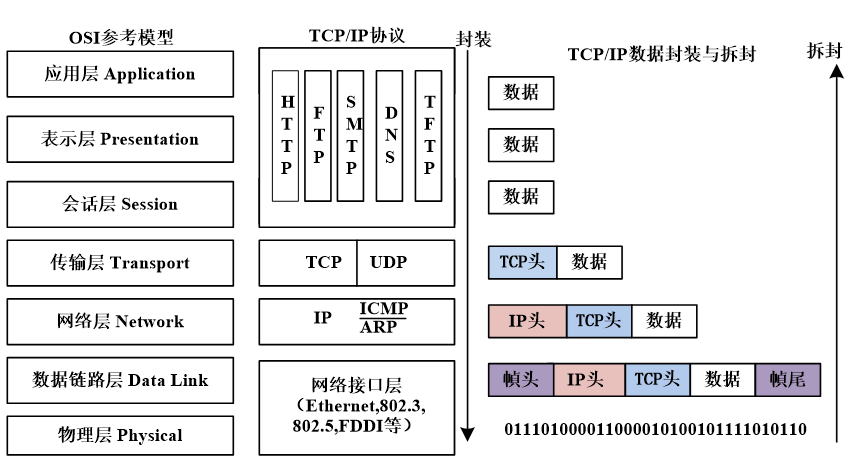 OSI参考模型
应用层 Application
表示层 Presentation
会话层 Session
传输层 Transport
网络层 Network
数据链路层 Data Link
物理层 Physical
TCP/IP协议
HTTP
FTP
SMTP
DNS
TFTP
TCP
UDP
IP
ICMP
ARP
网络接口层
（Ethernet,802.3,
802.5,FDDI等）
封装
TCP/IP数据封装与拆封
拆封
数据
数据
数据
TCP头 数据
IP头 TCP头 数据
帧头 IP头 TCP头 数据 帧尾
0111010000110000101001011111010110